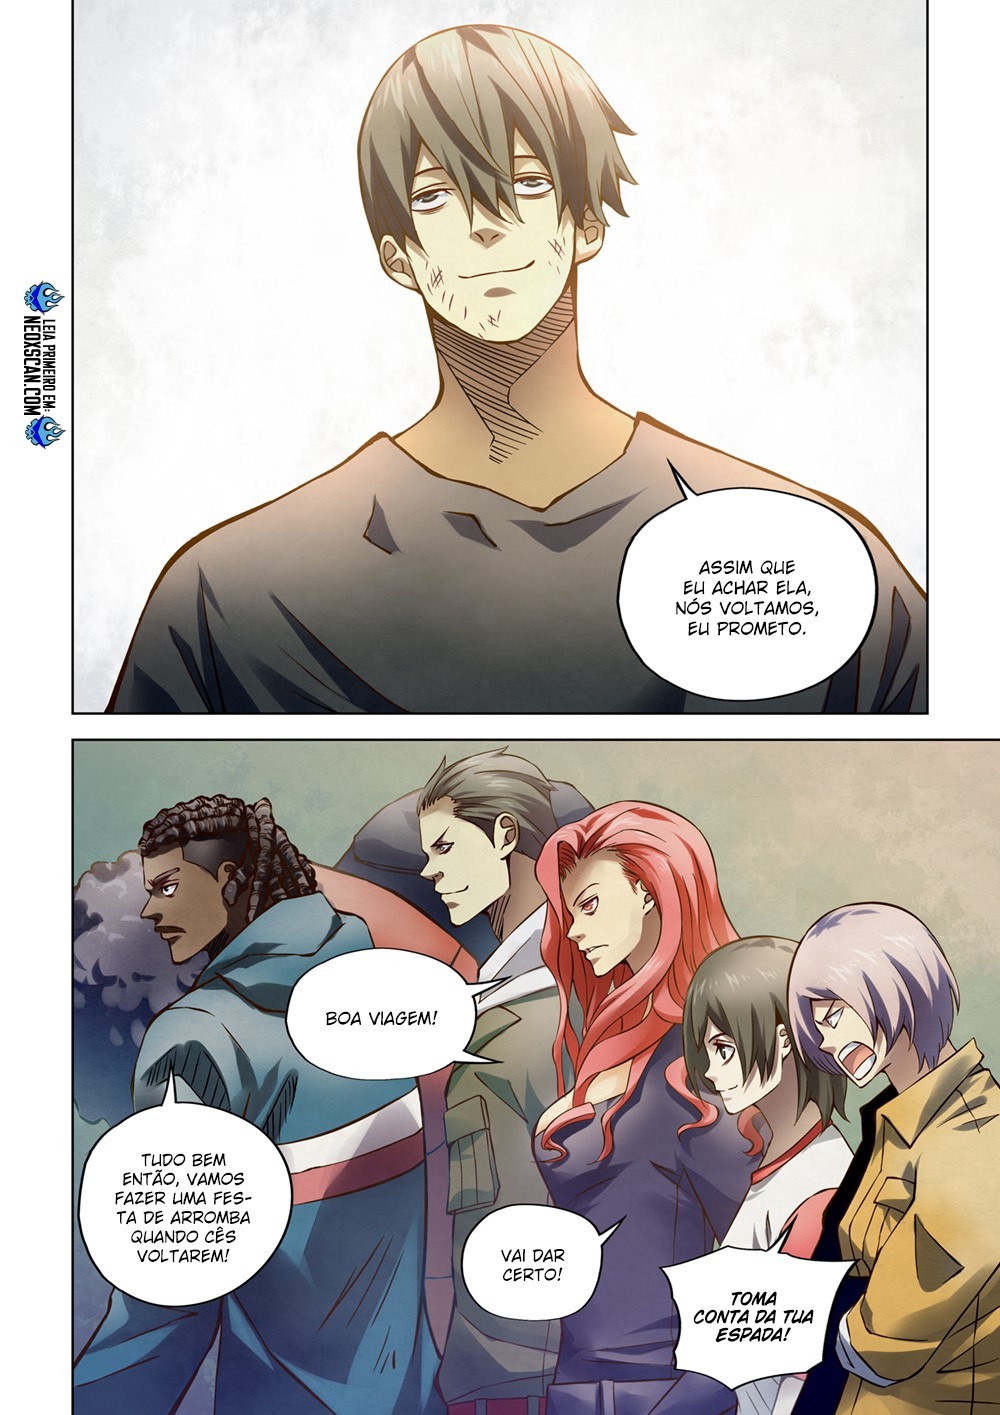 LEIA PRIMEIRO EM:
NEOXSCAN.COM
ASSIM QUE
EU ACHAR ELA,
NÓS VOLTAMOS,
EU PROMETO.
BOA VIAGEM!
TUDO BEM
ENTÃO, VAMOS
FAZER UMA FES-
TA DE ARROMBA
QUANDO CÊS
VOLTAREM!
VAI DAR
CERTO!
TOMA
CONTA DA TUA
ESPADA!